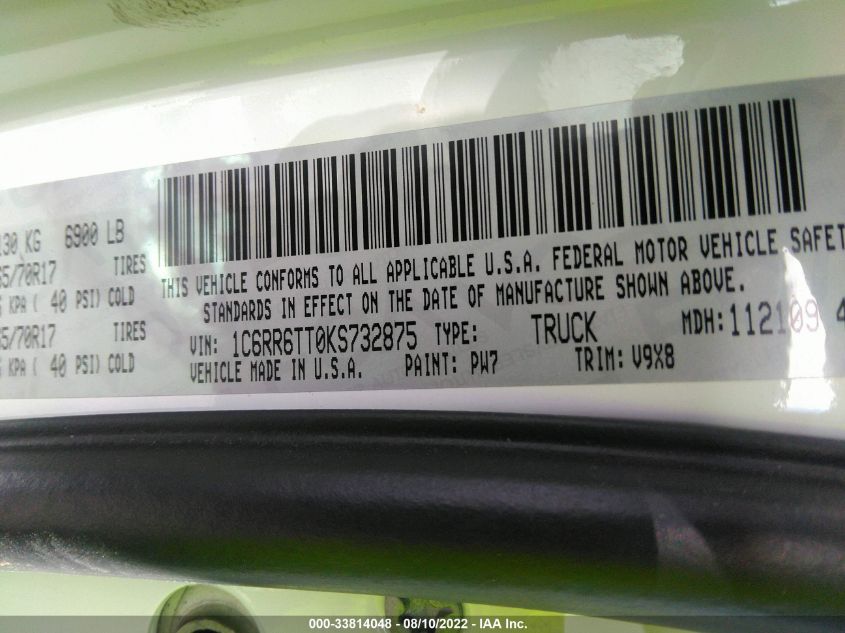 130 KG 6900 LB
5/70R17 TIRES
KPA ( 40 PSI) COLD
5/70R17 TIRES
KPA ( 40 PSI) COLD
THIS VEHICLE CONFORMS TO ALL APPLICABLE U.S.A. FEDERAL MOTOR VEHICLE SAFET
STANDARDS IN EFFECT ON THE DATE OF MANUFACTURE SHOWN ABOVE.
VIN: 1C6RR6TT0KS732875 TYPE: TRUCK MDH: 112109 4
VEHICLE MADE IN U.S.A. PAINT: PW7 TRIM: V9X8
000-33814048 - 08/10/2022 - IAA Inc.